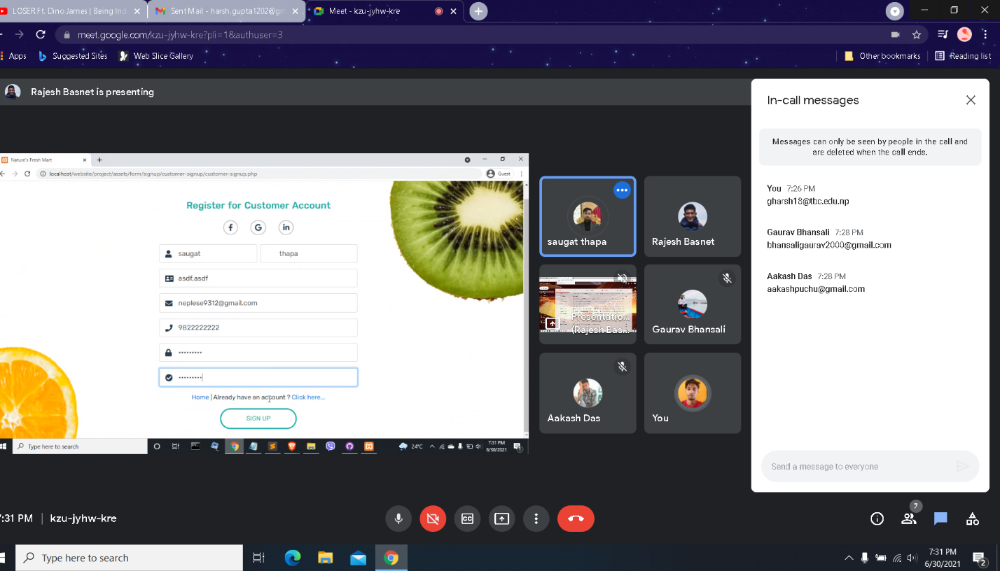 LOSER Ft. Dino James | Being Ind
Sent Mail - harsh.gupta1202@gm
Meet - kzu-jyhw-kre
meet.google.com/kzu-jyhw-kre?pli=1&authuser=3
Apps
Suggested Sites
Web Slice Gallery
Other bookmarks
Reading list
Rajesh Basnet is presenting
Nature's Fresh Mart
localhost/website/project/assets/form/signup/customer-signup/customer-signup.php
Guest
Register for Customer Account
f
G
in
saugat
thapa
asdf,asdf
neplese9312@gmail.com
9822222222
Home | Already have an account ? Click here...
SIGN UP
Type here to search
24°C
7:31 PM
6/30/2021
saugat thapa
Rajesh Basnet
Presentatio...
(Rajesh Bas...
Gaurav Bhansali
Aakash Das
You
In-call messages
Messages can only be seen by people in the call and
are deleted when the call ends.
You 7:26 PM
gharsh18@tbc.edu.np
Gaurav Bhansali 7:28 PM
bhansaligaurav2000@gmail.com
Aakash Das 7:28 PM
aakashpuchu@gmail.com
Send a message to everyone
7:31 PM | kzu-jyhw-kre
CC
7
Type here to search
7:31 PM
6/30/2021
2